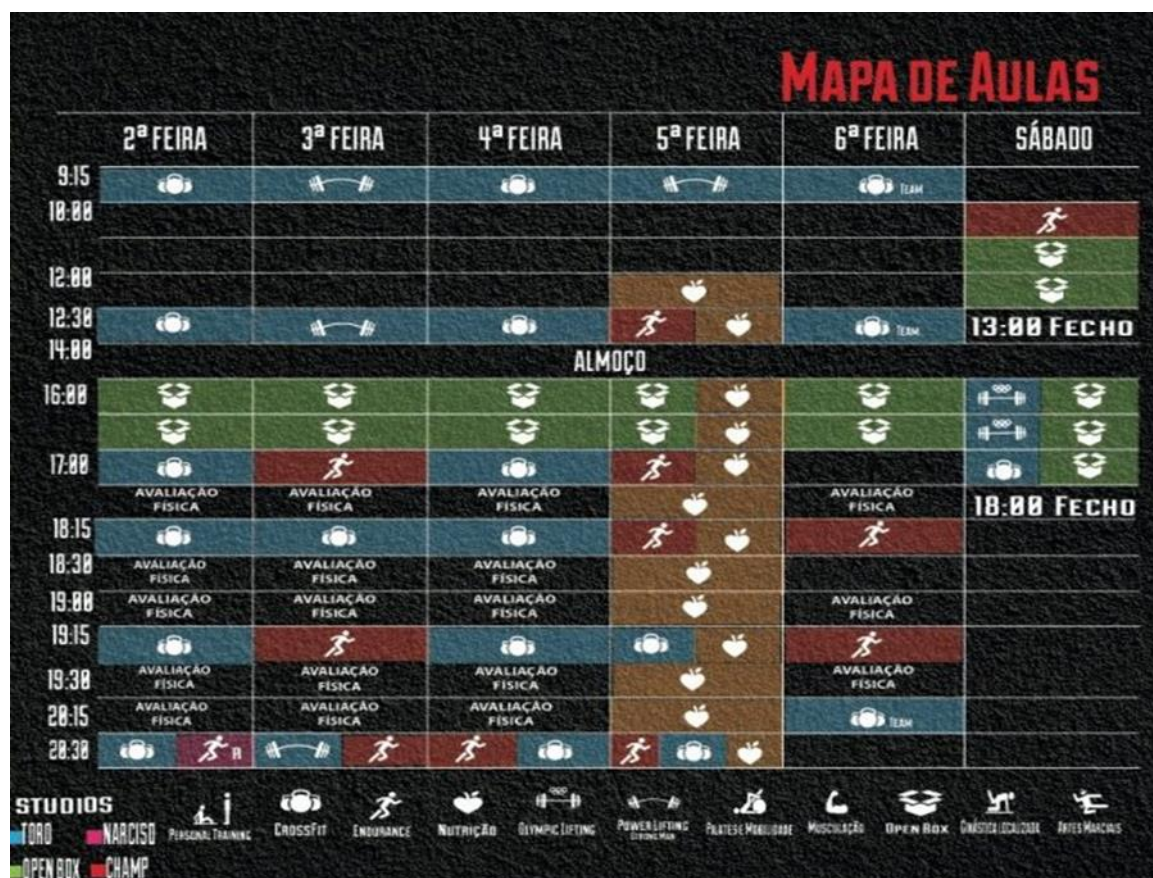 MAPA DE AULAS
2ª FEIRA 3ª FEIRA 4ª FEIRA 5ª FEIRA 6ª FEIRA SÁBADO
9:15 TEAM
10:00
12:00
12:30 TEAM 13:00 FECHO
14:00 ALMOÇO
16:00
17:00
AVALIAÇÃO FÍSICA AVALIAÇÃO FÍSICA AVALIAÇÃO FÍSICA AVALIAÇÃO FÍSICA 18:00 FECHO
18:15
18:30 AVALIAÇÃO FÍSICA AVALIAÇÃO FÍSICA AVALIAÇÃO FÍSICA
19:00 AVALIAÇÃO FÍSICA AVALIAÇÃO FÍSICA AVALIAÇÃO FÍSICA AVALIAÇÃO FÍSICA
19:15
19:30 AVALIAÇÃO FÍSICA AVALIAÇÃO FÍSICA AVALIAÇÃO FÍSICA AVALIAÇÃO FÍSICA
20:15 AVALIAÇÃO FÍSICA AVALIAÇÃO FÍSICA AVALIAÇÃO FÍSICA TEAM
20:30 R
STUDIOS
TORO NARCISO
OPEN BOX CHAMP
PERSONAL TRAINING CROSSFIT ENDURANCE NUTRIÇÃO OLYMPIC LIFTING POWER LIFTING STRONG MAN PILATES E MOBILIDADE MUSCULAÇÃO OPEN BOX GINÁSTICA LOCALIZADA ARTES MARCIAIS